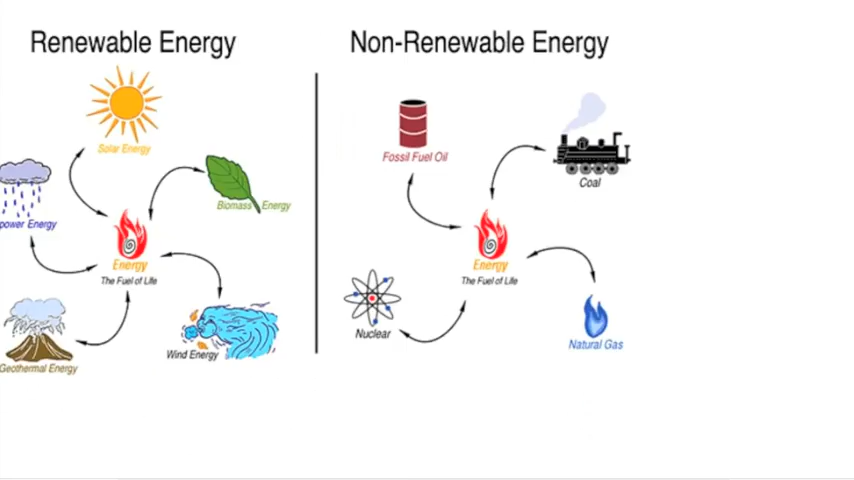 Renewable Energy
Non-Renewable Energy
Solar Energy
Biomass Energy
power Energy
Energy
The Fuel of Life
Wind Energy
Geothermal Energy
Fossil Fuel Oil
Coal
Energy
The Fuel of Life
Nuclear
Natural Gas